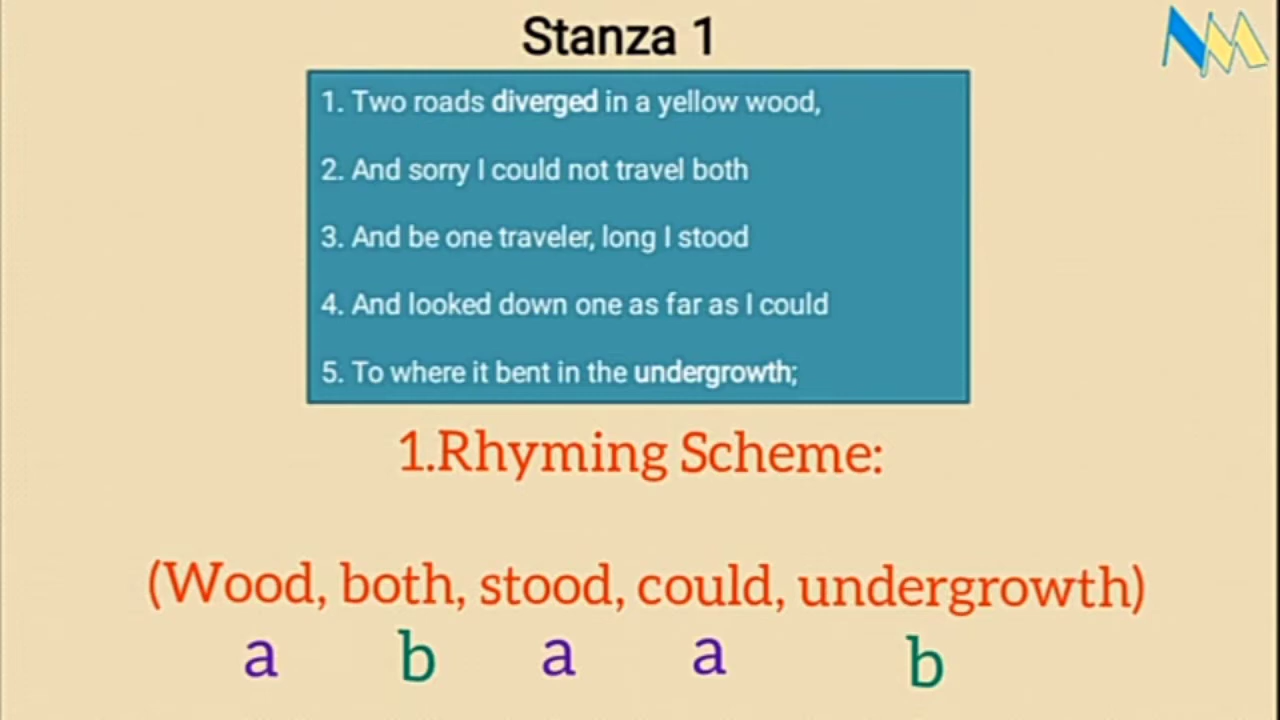 Stanza 1
1. Two roads diverged in a yellow wood,
2. And sorry I could not travel both
3. And be one traveler, long I stood
4. And looked down one as far as I could
5. To where it bent in the undergrowth;
1.Rhyming Scheme:
(Wood, both, stood, could, undergrowth)
a b a a b